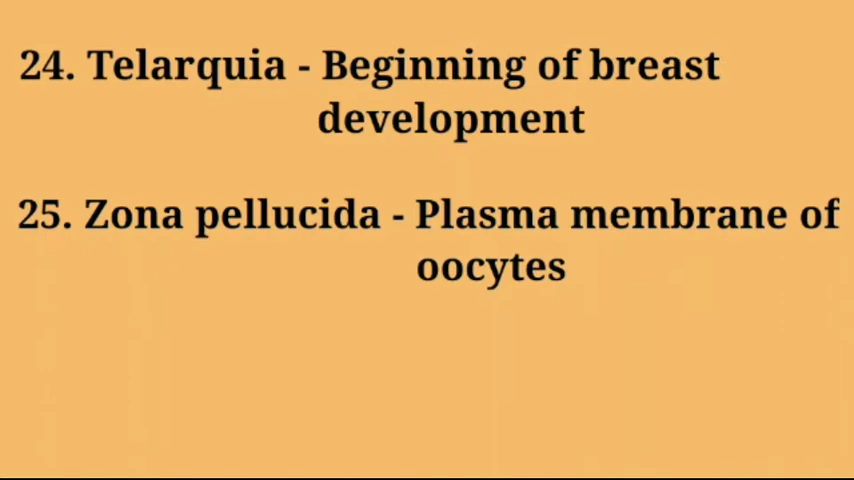 24. Telarquia - Beginning of breast
development
25. Zona pellucida - Plasma membrane of
oocytes